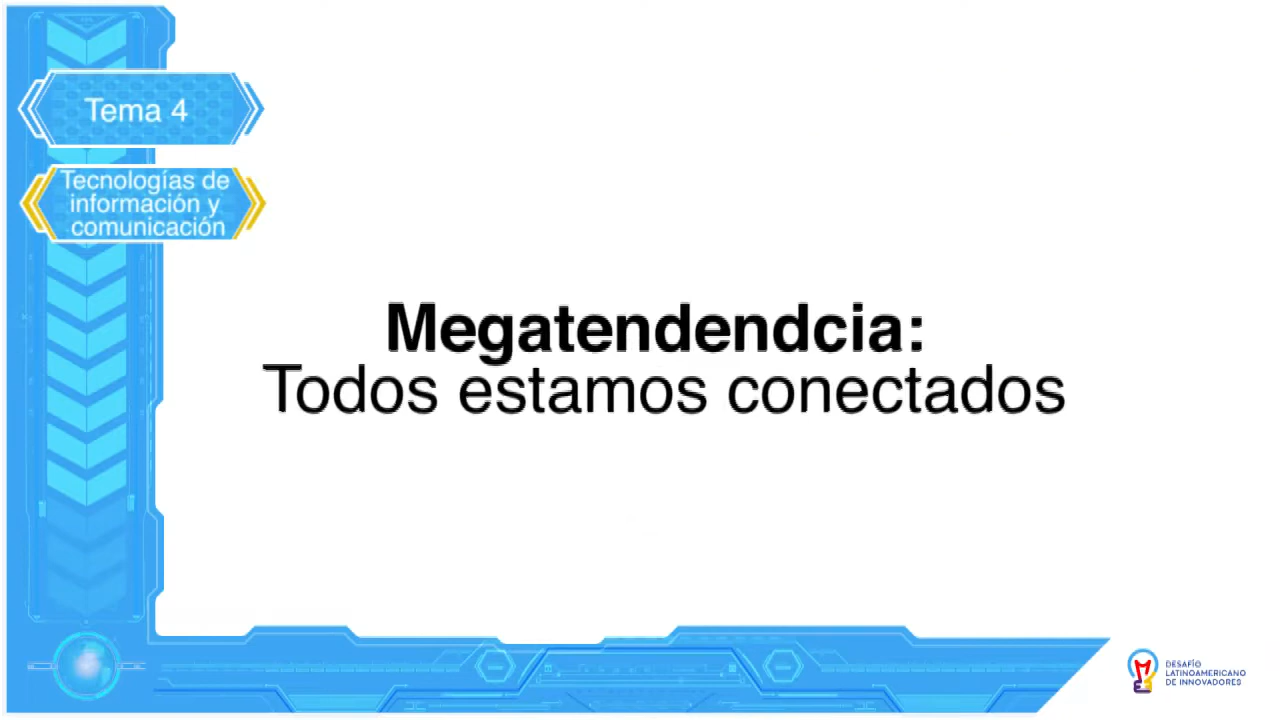 Tema 4
Tecnologías de
información y
comunicación
Megatendendcia:
Todos estamos conectados
DESAFÍO
LATINOAMERICANO
DE INNOVADORES